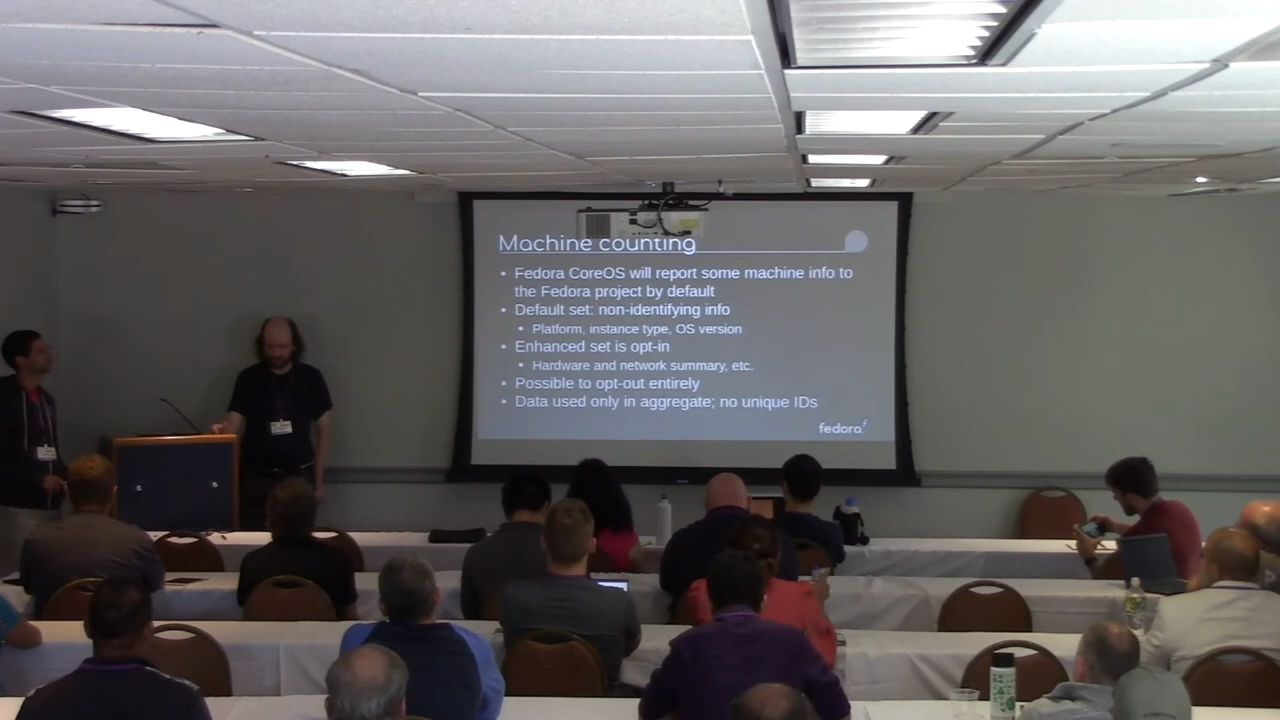 Machine counting
• Fedora CoreOS will report some machine info to
the Fedora project by default
• Default set: non-identifying info
• Platform, instance type, OS version
• Enhanced set is opt-in
• Hardware and network summary, etc.
• Possible to opt-out entirely
• Data used only in aggregate; no unique IDs
fedora